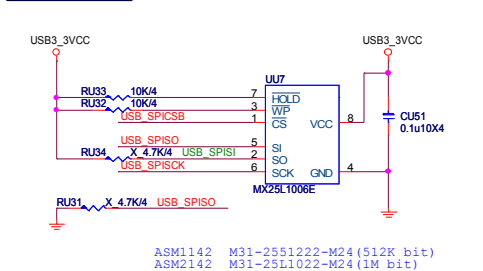 USB3_3VCC USB3_3VCC
UU7
RU33 10K/4 7 HOLD
RU32 10K/4 3 WP
USB_SPICSB 1 CS VCC 8
CU51
0.1u10X4
USB_SPISO 5 SI
RU34 X_4.7K/4 USB_SPISI 2 SO
USB_SPISCK 6 SCK GND 4
MX25L1006E
RU31 X_4.7K/4 USB_SPISO
ASM1142 M31-2551222-M24(512K bit)
ASM2142 M31-25L1022-M24(1M bit)